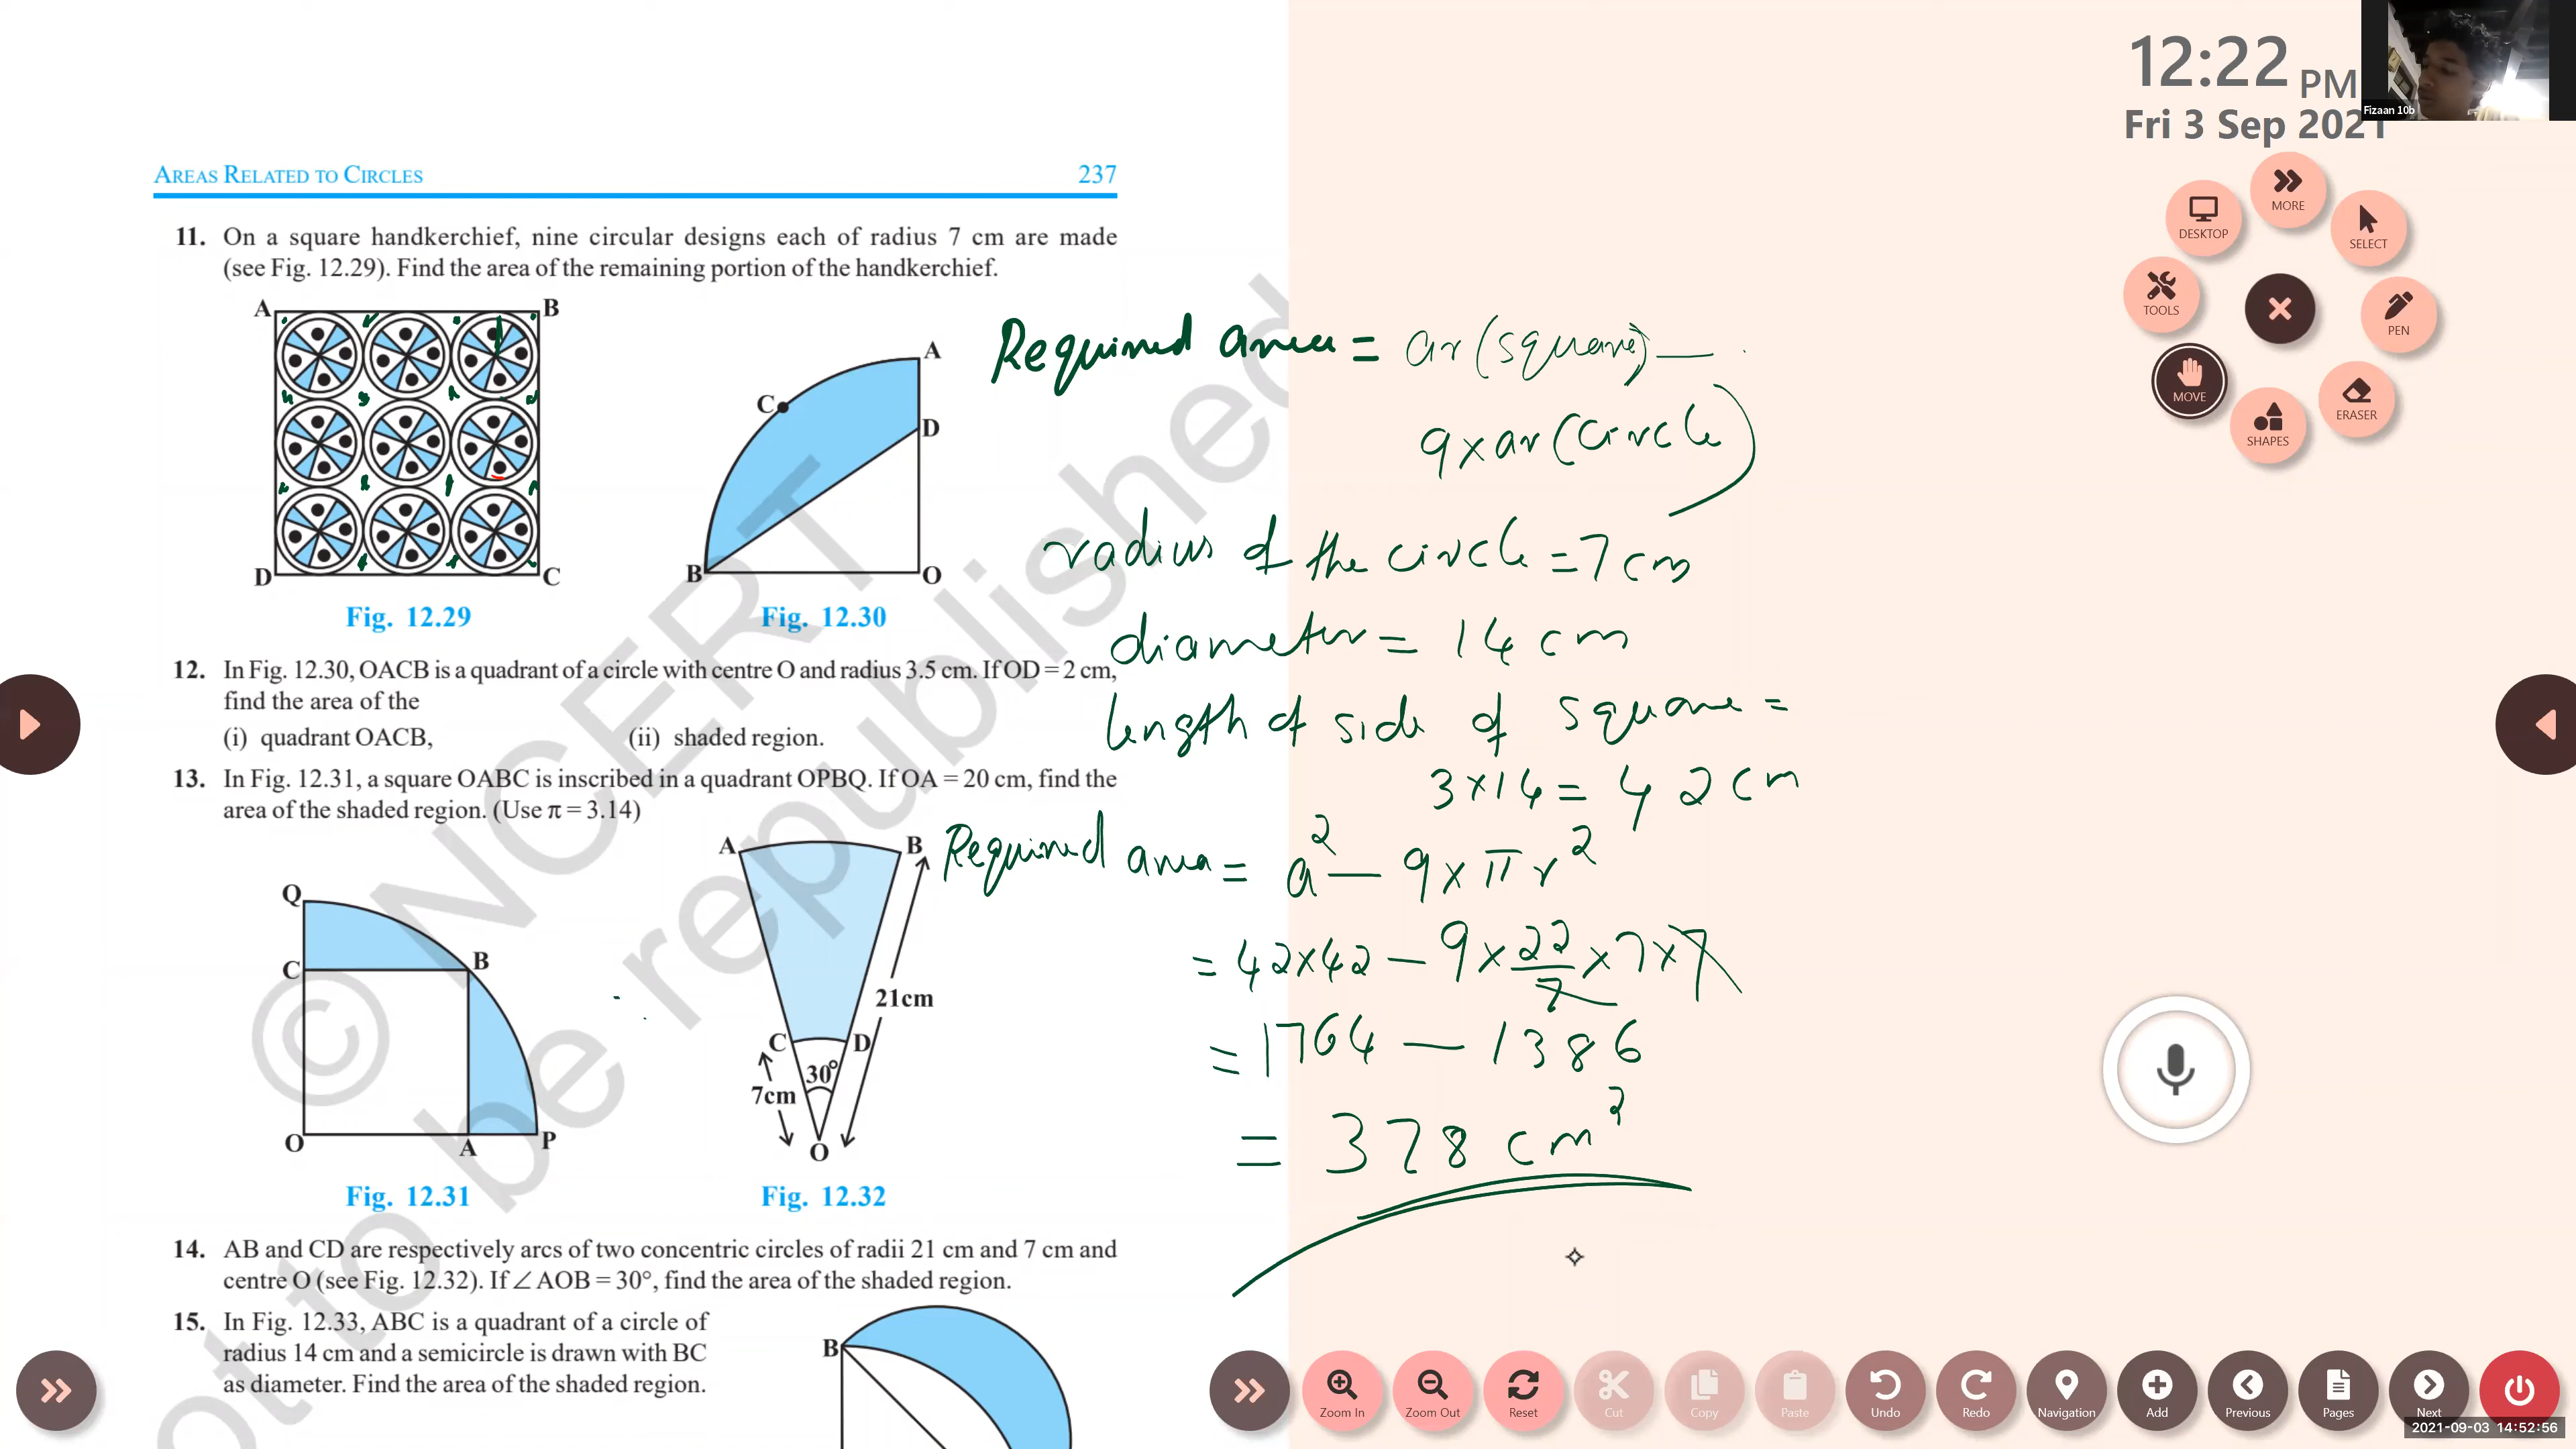 12:22 PM
Fri 3 Sep 2021
Fizaan 10b
AREAS RELATED TO CIRCLES 237
11. On a square handkerchief, nine circular designs each of radius 7 cm are made
(see Fig. 12.29). Find the area of the remaining portion of the handkerchief.
A B
D C
Fig. 12.29
A
C
D
B O
Fig. 12.30
12. In Fig. 12.30, OACB is a quadrant of a circle with centre O and radius 3.5 cm. If OD = 2 cm,
find the area of the
(i) quadrant OACB, (ii) shaded region.
13. In Fig. 12.31, a square OABC is inscribed in a quadrant OPBQ. If OA = 20 cm, find the
area of the shaded region. (Use π = 3.14)
Q
C B
O A P
Fig. 12.31
A B
21cm
C D
30°
7cm
O
Fig. 12.32
14. AB and CD are respectively arcs of two concentric circles of radii 21 cm and 7 cm and
centre O (see Fig. 12.32). If ∠AOB = 30°, find the area of the shaded region.
15. In Fig. 12.33, ABC is a quadrant of a circle of
radius 14 cm and a semicircle is drawn with BC
as diameter. Find the area of the shaded region.
B
© NCERT
not to be republished
Required area = ar(square) —
9 × ar(circle)
radius of the circle = 7 cm
diameter = 14 cm
length of side of square =
3 × 14 = 42 cm
Required area = a² — 9 × π r²
= 42 × 42 — 9 × 22/7 × 7 × 7
= 1764 — 1386
= 378 cm²
MORE
DESKTOP
SELECT
TOOLS
PEN
MOVE
ERASER
SHAPES
Zoom In
Zoom Out
Reset
Cut
Copy
Paste
Undo
Redo
Navigation
Add
Previous
Pages
Next
2021-09-03 14:52:56